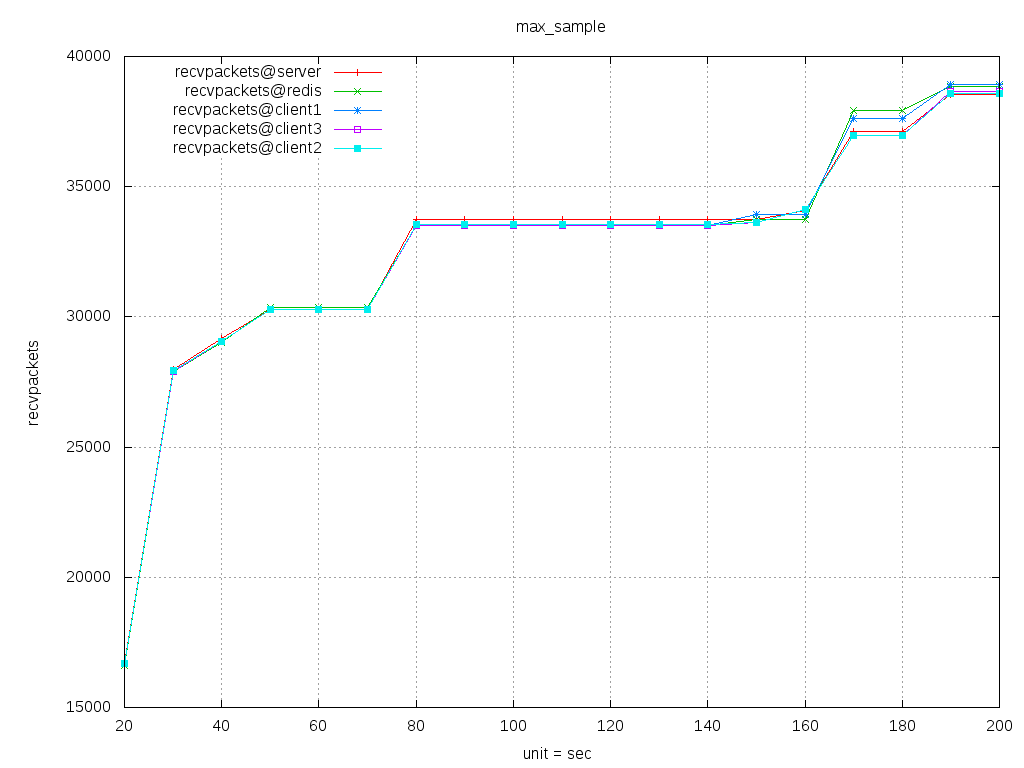 max_sample
40000
35000
30000
25000
20000
15000
recvpackets@server
recvpackets@redis
recvpackets@client1
recvpackets@client3
recvpackets@client2
recvpackets
20 40 60 80 100 120 140 160 180 200
unit = sec